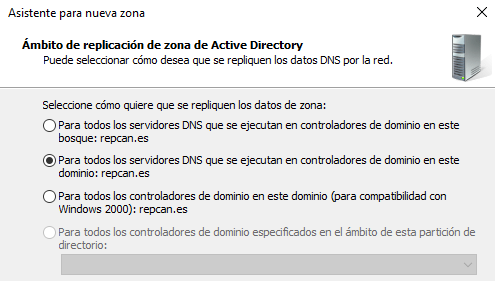 Asistente para nueva zona
Ámbito de replicación de zona de Active Directory
Puede seleccionar cómo desea que se repliquen los datos DNS por la red.
Seleccione cómo quiere que se repliquen los datos de zona:
Para todos los servidores DNS que se ejecutan en controladores de dominio en este
bosque: repcan.es
Para todos los servidores DNS que se ejecutan en controladores de dominio en este
dominio: repcan.es
Para todos los controladores de dominio en este dominio (para compatibilidad con
Windows 2000): repcan.es
Para todos los controladores de dominio especificados en el ámbito de esta partición de
directorio: